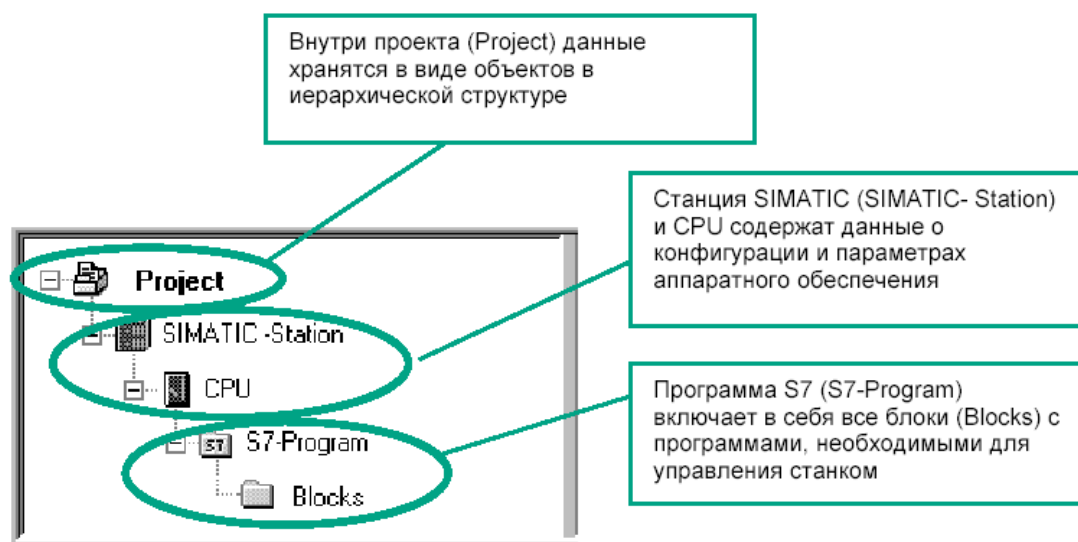 Внутри проекта (Project) данные
хранятся в виде объектов в
иерархической структуре
Станция SIMATIC (SIMATIC- Station)
и CPU содержат данные о
конфигурации и параметрах
аппаратного обеспечения
Project
SIMATIC -Station
CPU
S7 S7-Program
Blocks
Программа S7 (S7-Program)
включает в себя все блоки (Blocks) с
программами, необходимыми для
управления станком